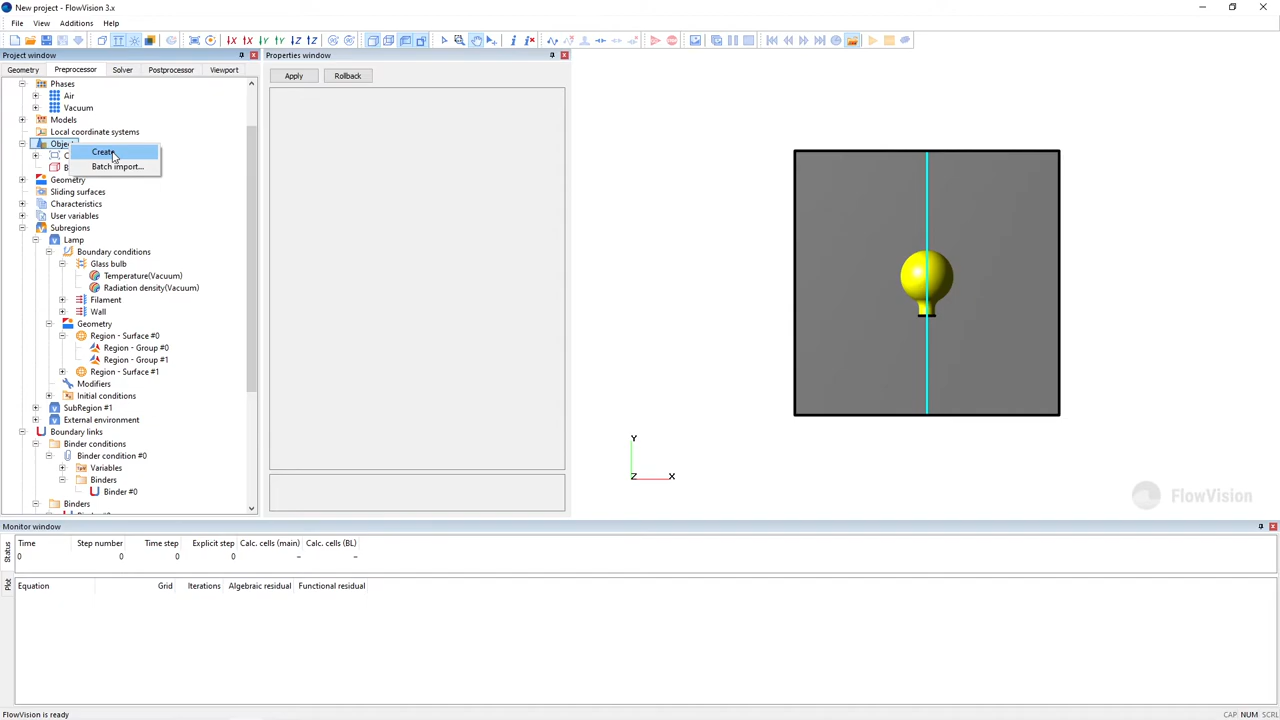 New project - FlowVision 3.x
File View Additions Help
Project window
Properties window
Geometry Preprocessor Solver Postprocessor Viewport
Apply Rollback
Phases
Air
Vacuum
Models
Local coordinate systems
Create
Batch import...
Geometry
Sliding surfaces
Characteristics
User variables
Subregions
Lamp
Boundary conditions
Glass bulb
Temperature(Vacuum)
Radiation density(Vacuum)
Filament
Wall
Geometry
Region - Surface #0
Region - Group #0
Region - Group #1
Region - Surface #1
Modifiers
Initial conditions
SubRegion #1
External environment
Boundary links
Binder conditions
Binder condition #0
Variables
Binders
Binder #0
Binders
Y
Z X
FlowVision
Monitor window
Status
Plot
Time Step number Time step Explicit step Calc. cells (main) Calc. cells (BL)
0 0 0 0 – –
Equation Grid Iterations Algebraic residual Functional residual
FlowVision is ready
CAP NUM SCRL